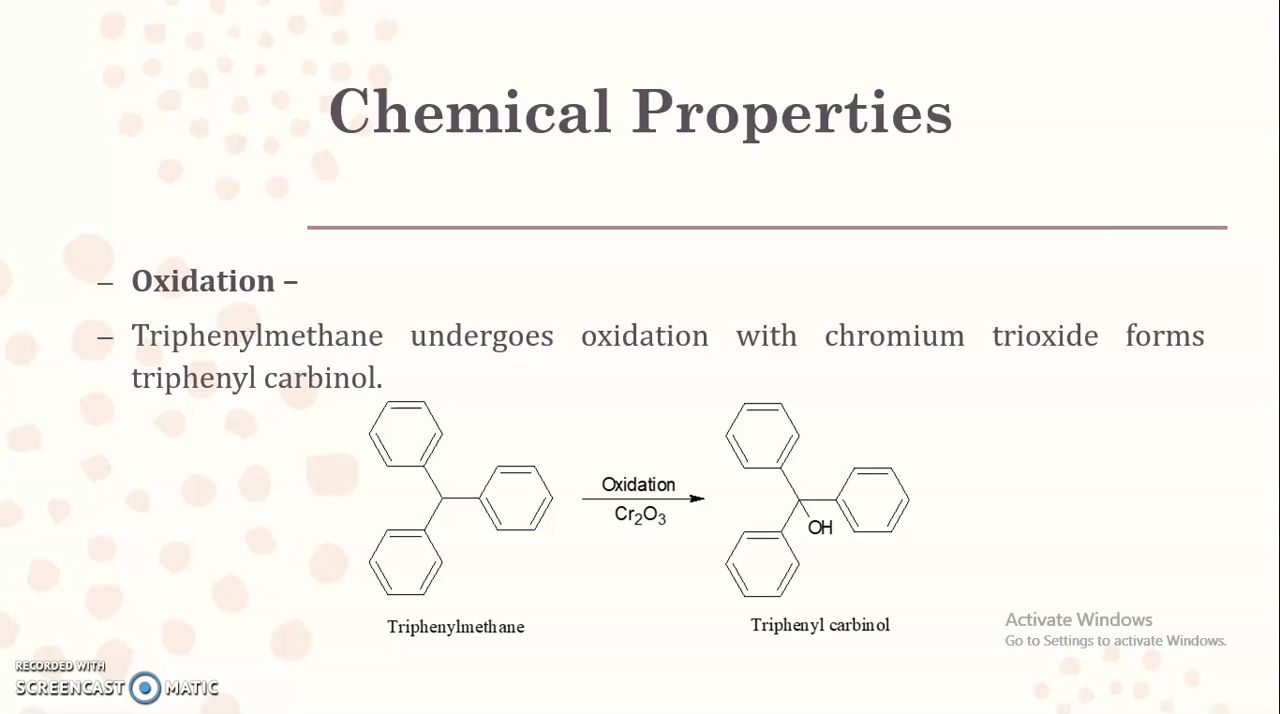 Chemical Properties
– Oxidation –
– Triphenylmethane undergoes oxidation with chromium trioxide forms
triphenyl carbinol.
Oxidation
Cr2O3
OH
Triphenylmethane
Triphenyl carbinol
Activate Windows
Go to Settings to activate Windows.
RECORDED WITH
SCREENCAST MATIC